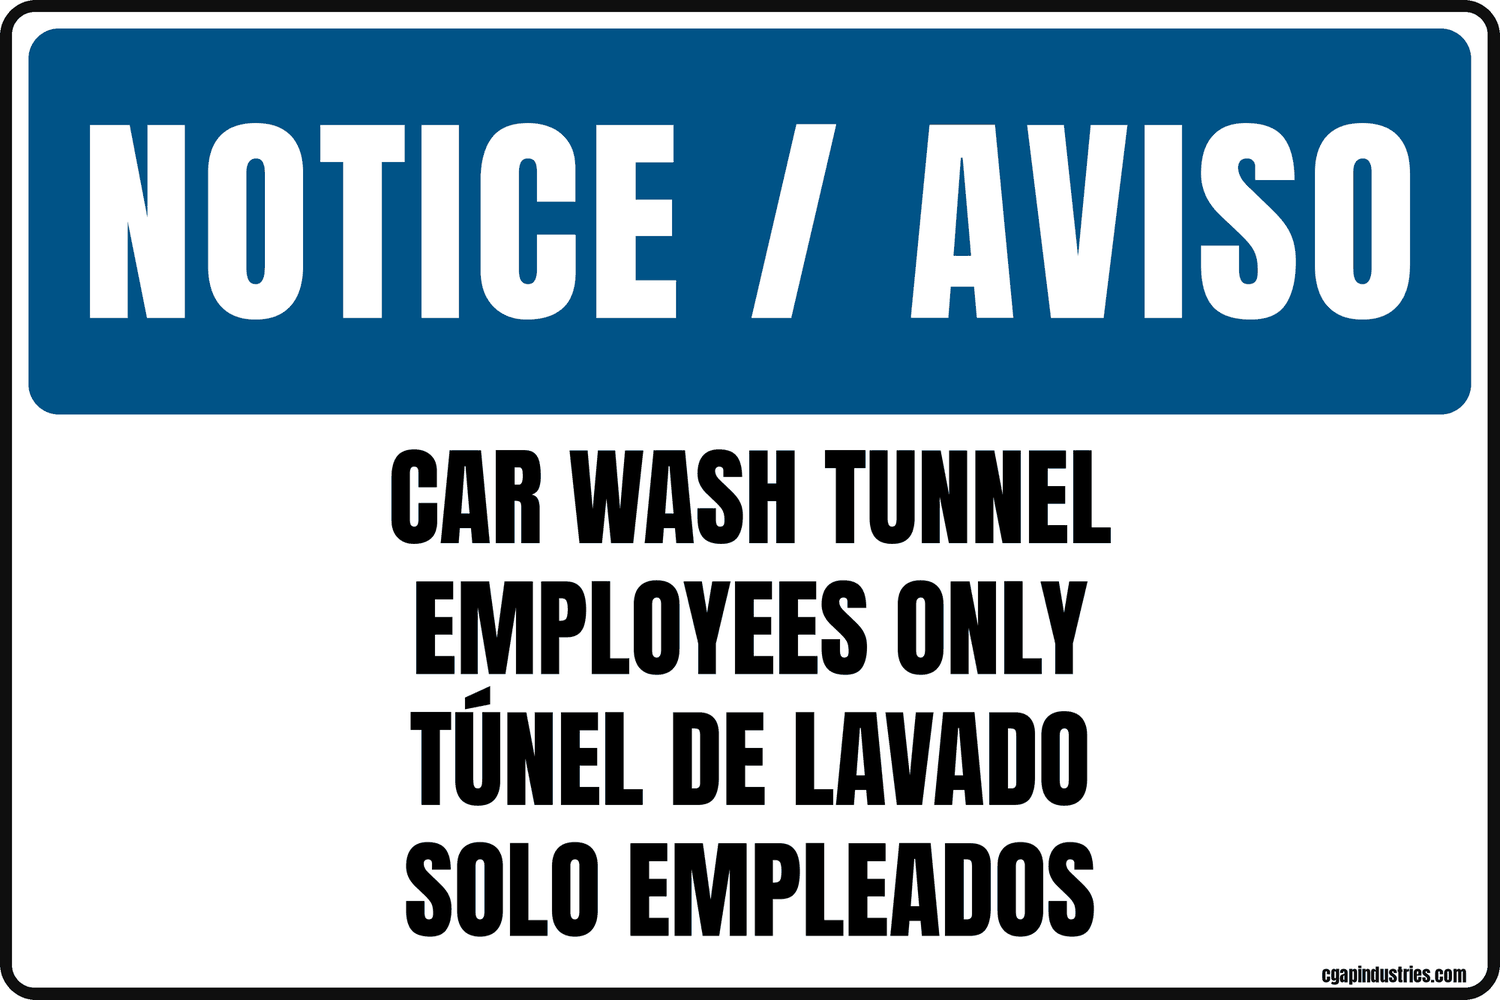 NOTICE / AVISO
CAR WASH TUNNEL
EMPLOYEES ONLY
TÚNEL DE LAVADO
SOLO EMPLEADOS
cgapindustries.com